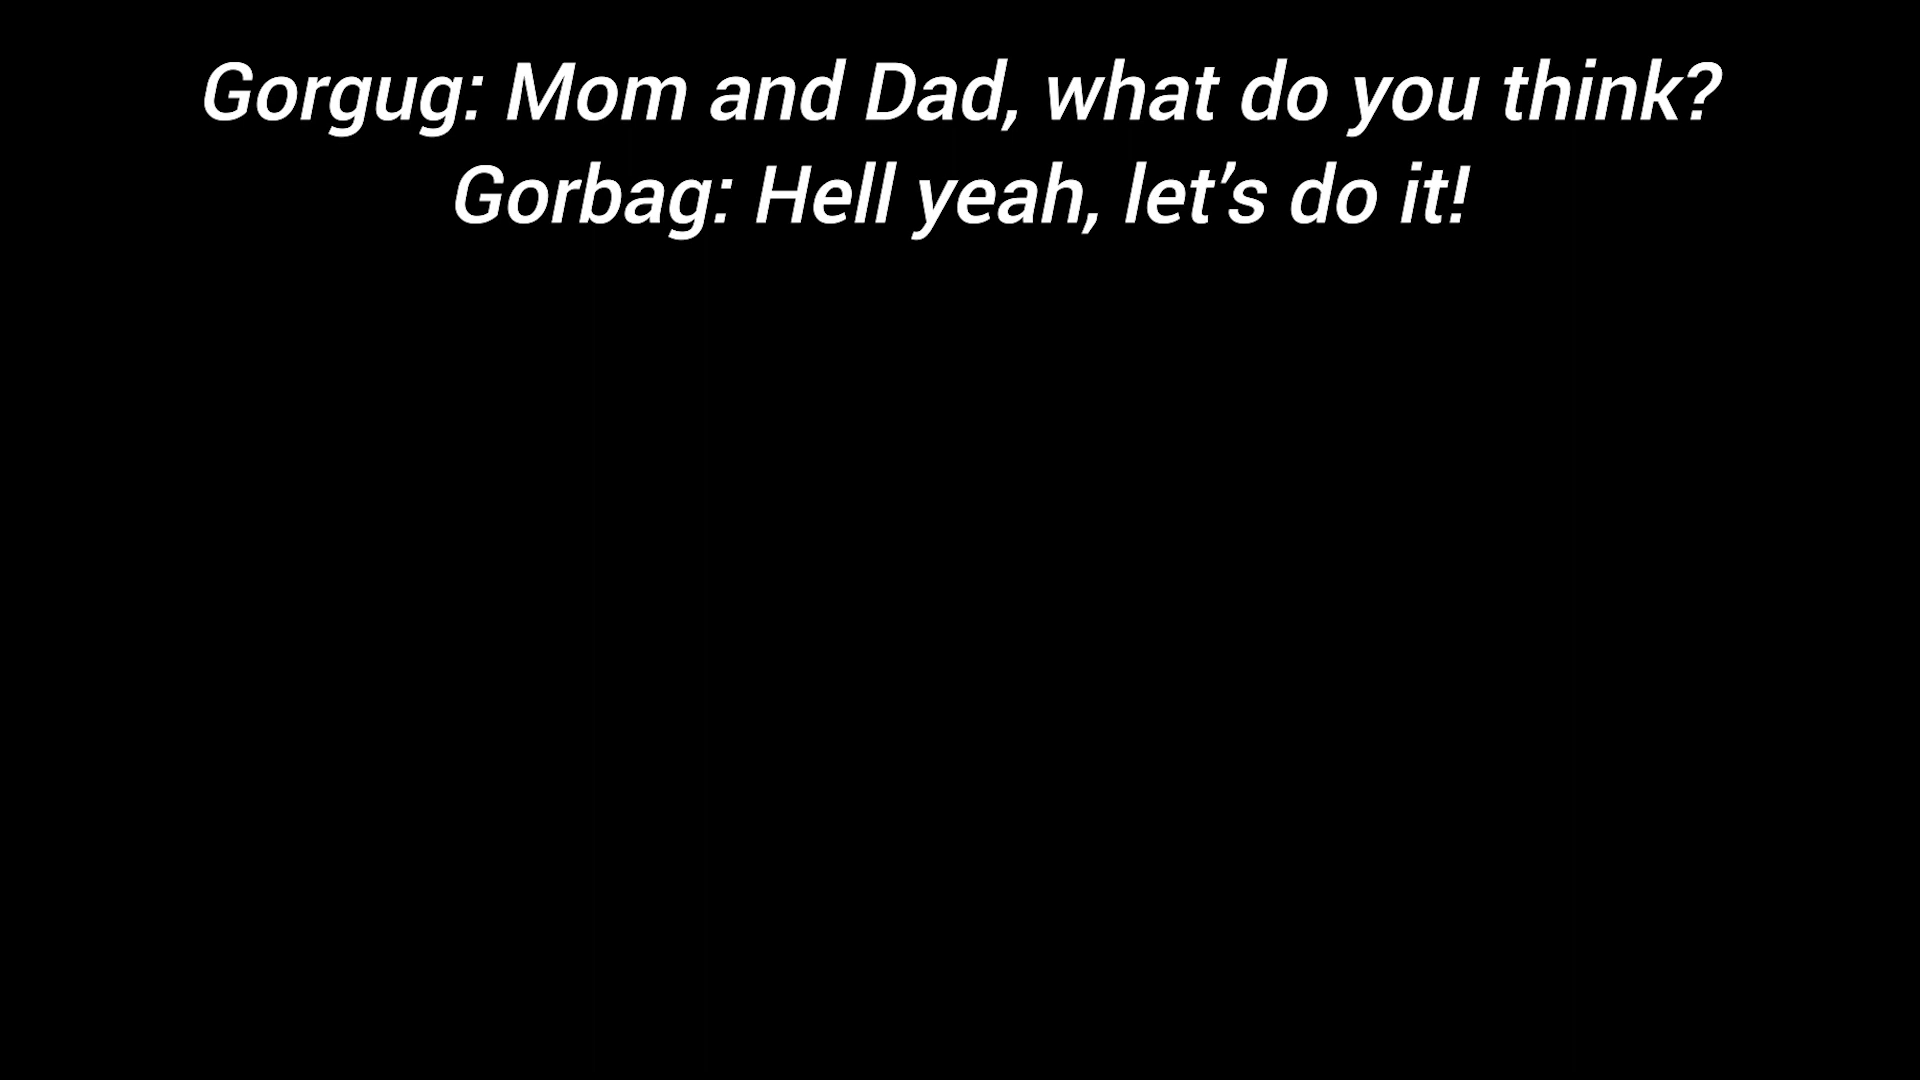 Gorgug: Mom and Dad, what do you think?
Gorbag: Hell yeah, let’s do it!